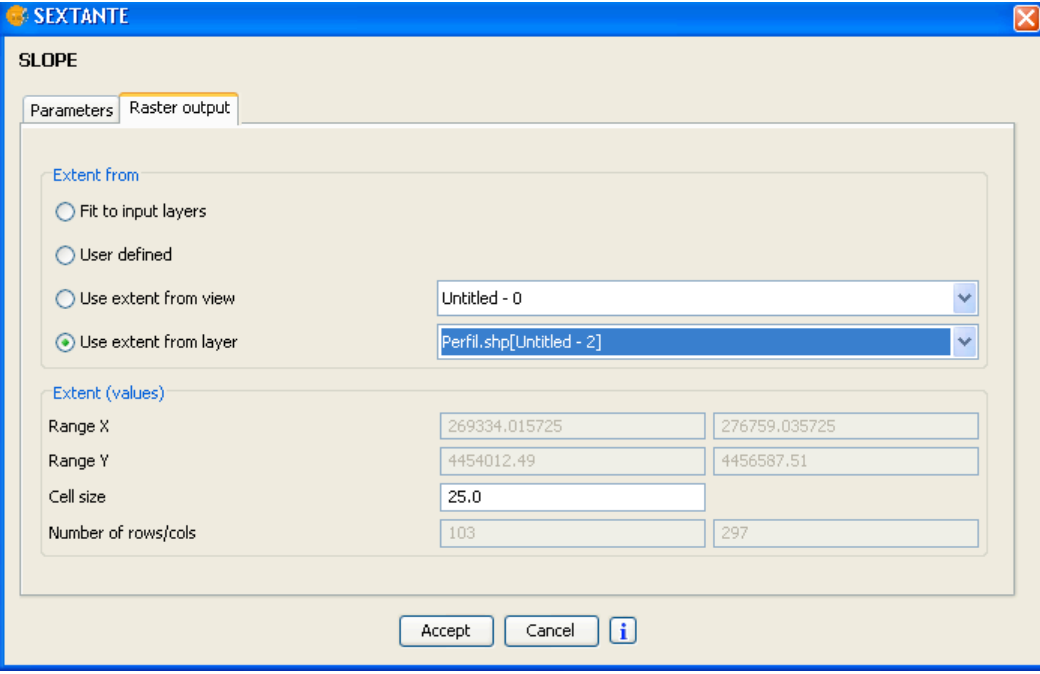 SEXTANTE
SLOPE
Parameters Raster output
Extent from
Fit to input layers
User defined
Use extent from view Untitled - 0
Use extent from layer Perfil.shp[Untitled - 2]
Extent (values)
Range X 269334.015725 276759.035725
Range Y 4454012.49 4456587.51
Cell size 25.0
Number of rows/cols 103 297
Accept Cancel i